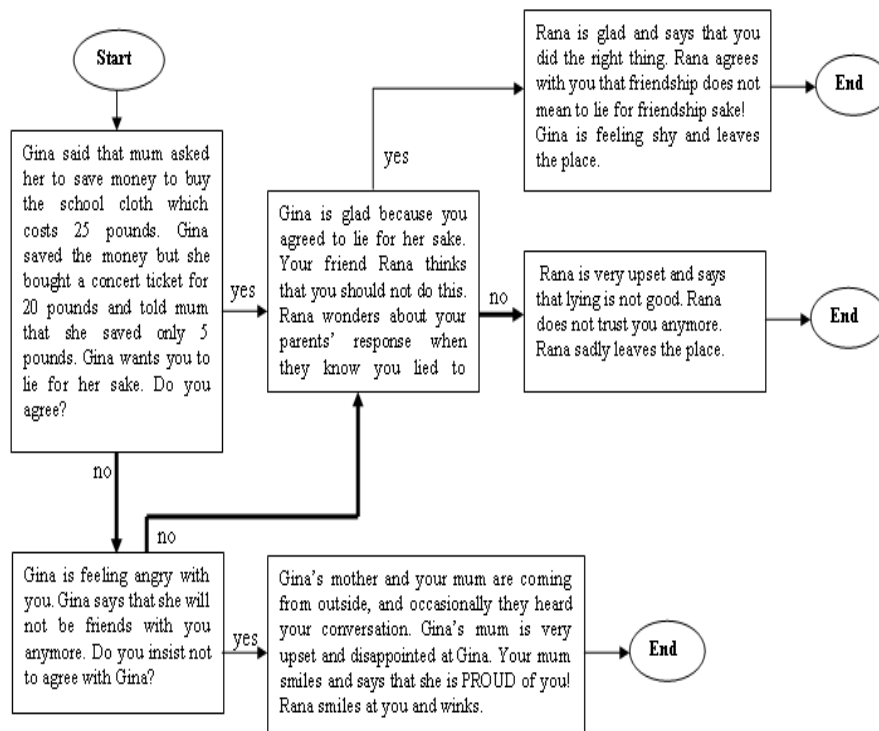 Start
Gina said that mum asked
her to save money to buy
the school cloth which
costs 25 pounds. Gina
saved the money but she
bought a concert ticket for
20 pounds and told mum
that she saved only 5
pounds. Gina wants you to
lie for her sake. Do you
agree?
yes
no
Gina is glad because you
agreed to lie for her sake.
Your friend Rana thinks
that you should not do this.
Rana wonders about your
parents’ response when
they know you lied to
yes
no
Rana is glad and says that you
did the right thing. Rana agrees
with you that friendship does not
mean to lie for friendship sake!
Gina is feeling shy and leaves
the place.
End
Rana is very upset and says
that lying is not good. Rana
does not trust you anymore.
Rana sadly leaves the place.
End
Gina is feeling angry with
you. Gina says that she will
not be friends with you
anymore. Do you insist not
to agree with Gina?
no
yes
Gina’s mother and your mum are coming
from outside, and occasionally they heard
your conversation. Gina’s mum is very
upset and disappointed at Gina. Your mum
smiles and says that she is PROUD of you!
Rana smiles at you and winks.
End